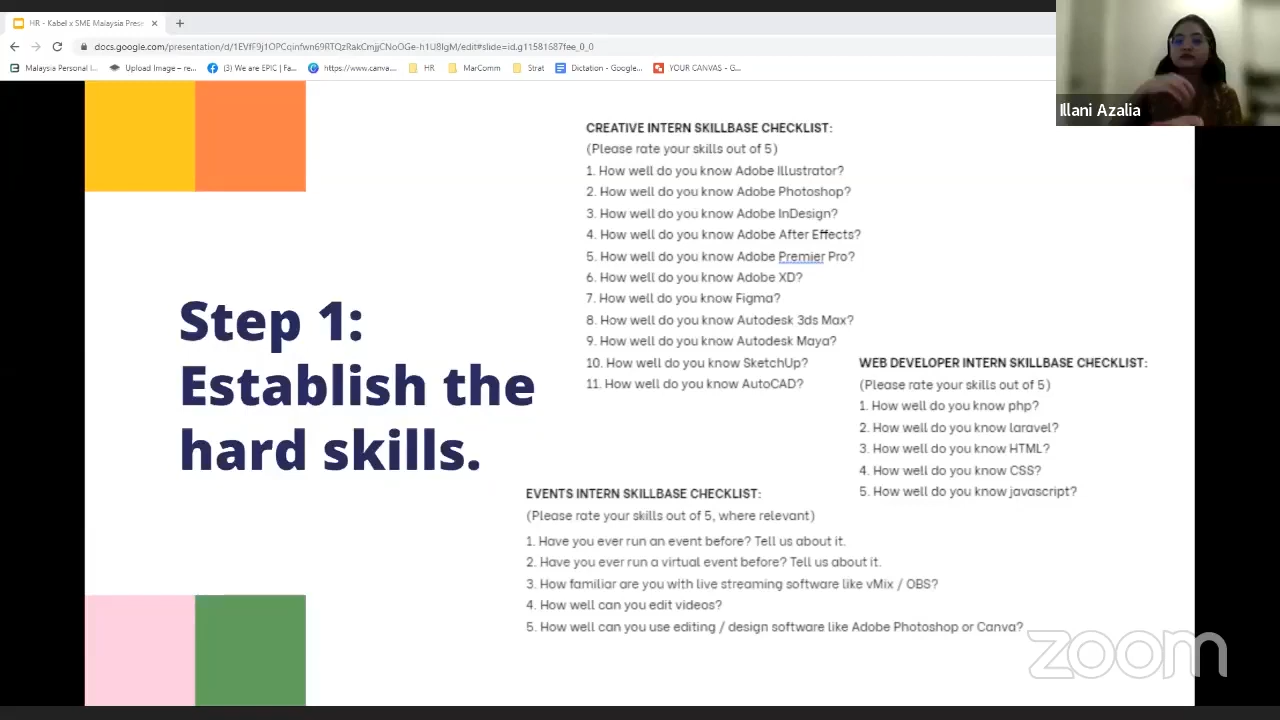 HR - Kabel x SME Malaysia Prese
docs.google.com/presentation/d/
Malaysia Personal I...
Upload Image – re...
(3) We are EPIC | Fa...
https://www.canva....
HR
MarComm
Strat
Dictation - Google...
YOUR CANVAS - G...
Illani Azalia
Step 1:
Establish the
hard skills.
CREATIVE INTERN SKILLBASE CHECKLIST:
(Please rate your skills out of 5)
1. How well do you know Adobe Illustrator?
2. How well do you know Adobe Photoshop?
3. How well do you know Adobe InDesign?
4. How well do you know Adobe After Effects?
5. How well do you know Adobe Premier Pro?
6. How well do you know Adobe XD?
7. How well do you know Figma?
8. How well do you know Autodesk 3ds Max?
9. How well do you know Autodesk Maya?
10. How well do you know SketchUp?
11. How well do you know AutoCAD?
WEB DEVELOPER INTERN SKILLBASE CHECKLIST:
(Please rate your skills out of 5)
1. How well do you know php?
2. How well do you know laravel?
3. How well do you know HTML?
4. How well do you know CSS?
5. How well do you know javascript?
EVENTS INTERN SKILLBASE CHECKLIST:
(Please rate your skills out of 5, where relevant)
1. Have you ever run an event before? Tell us about it.
2. Have you ever run a virtual event before? Tell us about it.
3. How familiar are you with live streaming software like vMix / OBS?
4. How well can you edit videos?
5. How well can you use editing / design software like Adobe Photoshop or Canva?
zoom